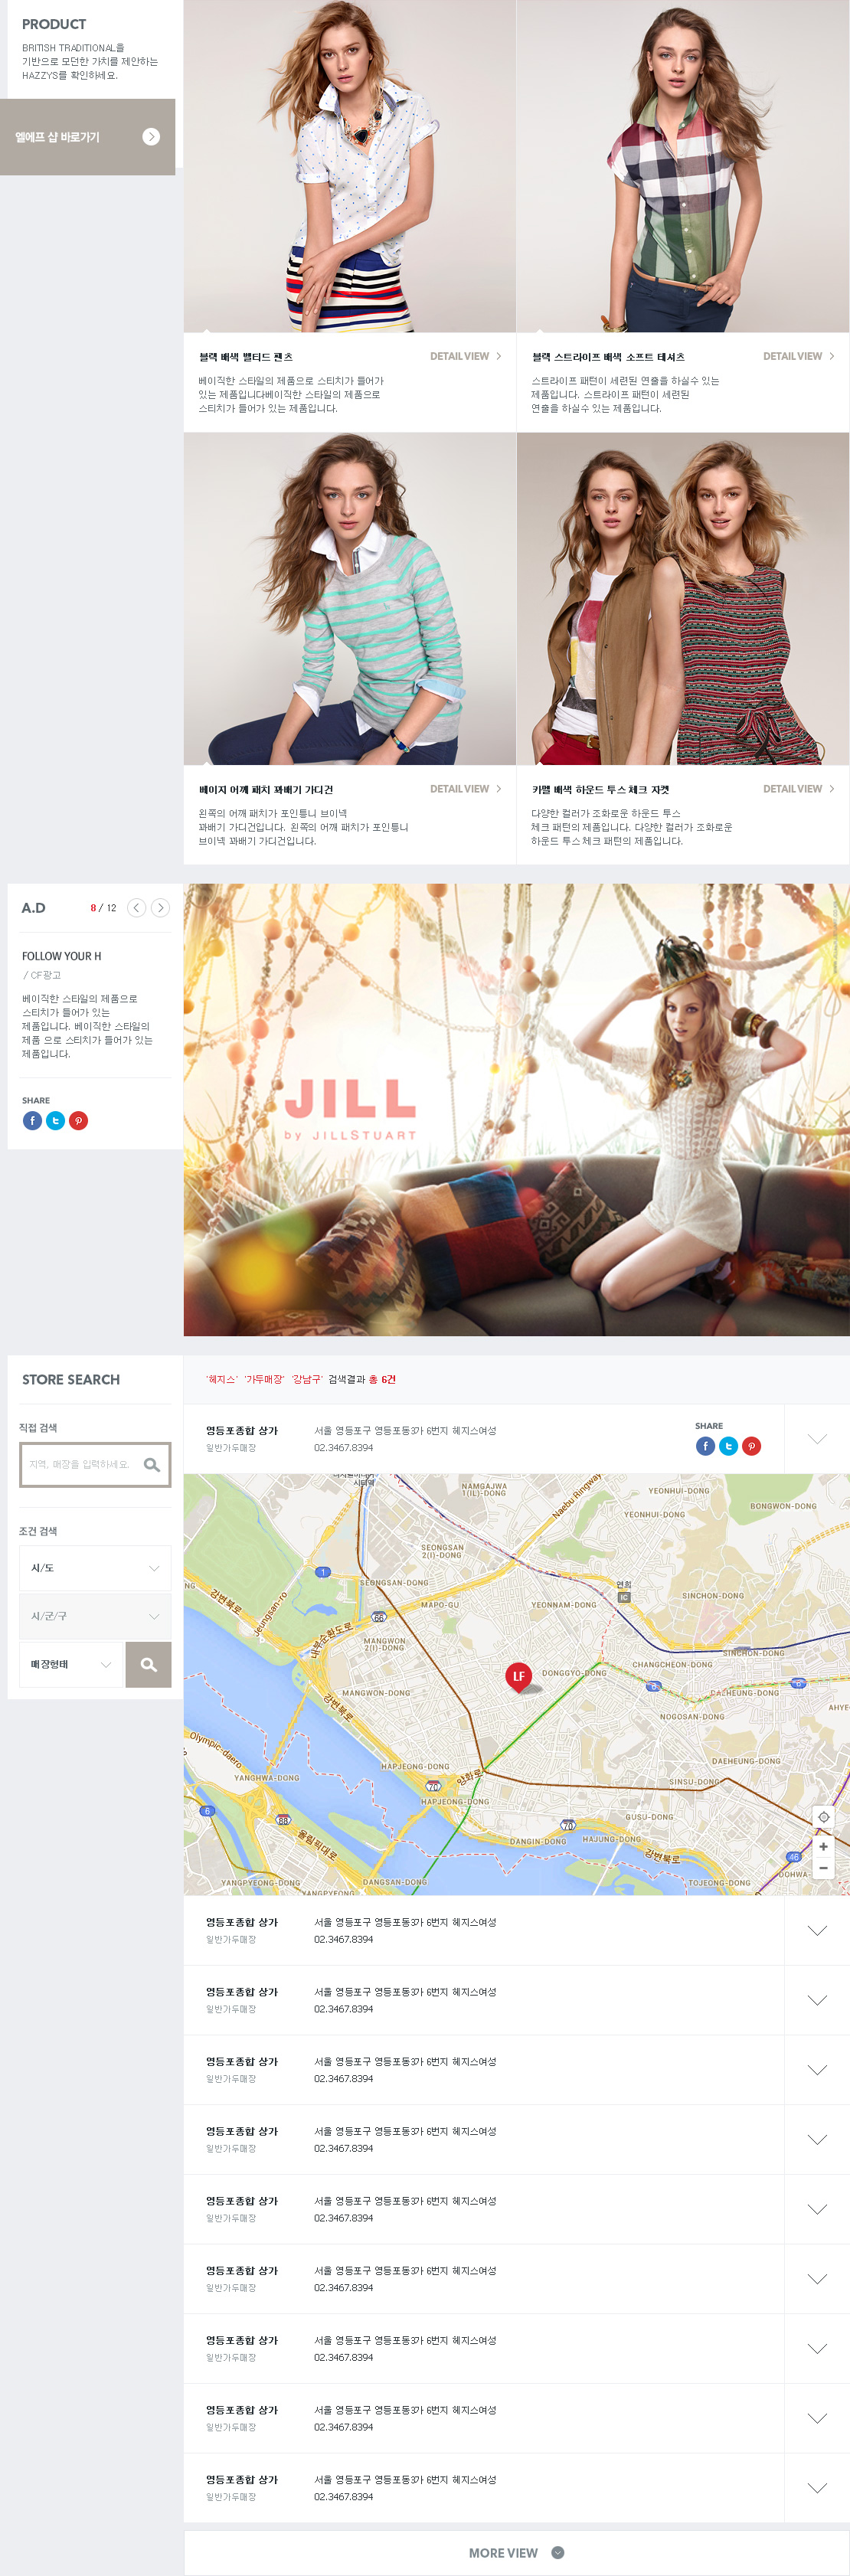 PRODUCT
BRITISH TRADITIONAL을
기반으로 모던한 가치를 제안하는
HAZZYS를 확인하세요.
엘에프 샵 바로가기
블랙 배색 밸티드 팬츠
DETAIL VIEW
베이직한 스타일의 제품으로 스티치가 들어가
있는 제품입니다베이직한 스타일의 제품으로
스티치가 들어가 있는 제품입니다.
블랙 스트라이프 배색 소프트 티셔츠
DETAIL VIEW
스트라이프 패턴이 세련된 연출을 하실수 있는
제품입니다. 스트라이프 패턴이 세련된
연출을 하실수 있는 제품입니다.
베이지 어깨 패치 꽈배기 가디건
DETAIL VIEW
왼쪽의 어깨 패치가 포인트너 브이넥
꽈배기 가디건입니다. 왼쪽의 어깨 패치가 포인트너
브이넥 꽈배기 가디건입니다.
카멜 배색 하운드 투스 체크 자켓
DETAIL VIEW
다양한 컬러가 조화로운 하운드 투스
체크 패턴의 제품입니다. 다양한 컬러가 조화로운
하운드 투스 체크 패턴의 제품입니다.
A.D
8 / 12
FOLLOW YOUR H
/ CF광고
베이직한 스타일의 제품으로
스티치가 들어가 있는
제품입니다. 베이직한 스타일의
제품 으로 스티치가 들어가 있는
제품입니다.
SHARE
JILL
by JILLSTUART
STORE SEARCH
직접 검색
지역, 매장을 입력하세요.
조건 검색
시/도
시/군/구
매장형태
'헤지스' '가두매장' '강남구' 검색결과 총 6건
영등포종합 상가
서울 영등포구 영등포동3가 6번지 헤지스여성
일반가두매장
02.3467.8394
SHARE
NAMGAJWA
1(IL)-DONG
Naebu Ringway
YEONHUI-DONG
YEONHUI-DONG
BONGWON-DONG
SEONGSAN
2(I)-DONG
SEONGSAN-DONG
1
강변북로
Jeungsan-ro
MAPO-GU
66
YEONNAM-DONG
연희
IC
SINCHON-DONG
내부순환도로
MANGWON
2(I)-DONG
SINCHON-DONG
LF
DONGGYO-DONG
CHANGCHEON-DONG
MANGWON-DONG
강변북로
6
CHANGCHEON-DONG
6
NOGOSAN-DONG
AHYE
Olympic-daero
HAPJEONG-DONG
DAEHEUNG-DONG
YANGHWA-DONG
70
양화로
SINSU-DONG
HAPJEONG-DONG
6
88
올림픽대로
70
GUSU-DONG
DANGIN-DONG
HAJUNG-DONG
강변북로
46
DOHWA-
YANGPYEONG-DONG
DANGSAN-DONG
TOJEONG-DONG
YANGPYEONG
영등포종합 상가
서울 영등포구 영등포동3가 6번지 헤지스여성
일반가두매장
02.3467.8394
영등포종합 상가
서울 영등포구 영등포동3가 6번지 헤지스여성
일반가두매장
02.3467.8394
영등포종합 상가
서울 영등포구 영등포동3가 6번지 헤지스여성
일반가두매장
02.3467.8394
영등포종합 상가
서울 영등포구 영등포동3가 6번지 헤지스여성
일반가두매장
02.3467.8394
영등포종합 상가
서울 영등포구 영등포동3가 6번지 헤지스여성
일반가두매장
02.3467.8394
영등포종합 상가
서울 영등포구 영등포동3가 6번지 헤지스여성
일반가두매장
02.3467.8394
영등포종합 상가
서울 영등포구 영등포동3가 6번지 헤지스여성
일반가두매장
02.3467.8394
영등포종합 상가
서울 영등포구 영등포동3가 6번지 헤지스여성
일반가두매장
02.3467.8394
영등포종합 상가
서울 영등포구 영등포동3가 6번지 헤지스여성
일반가두매장
02.3467.8394
MORE VIEW